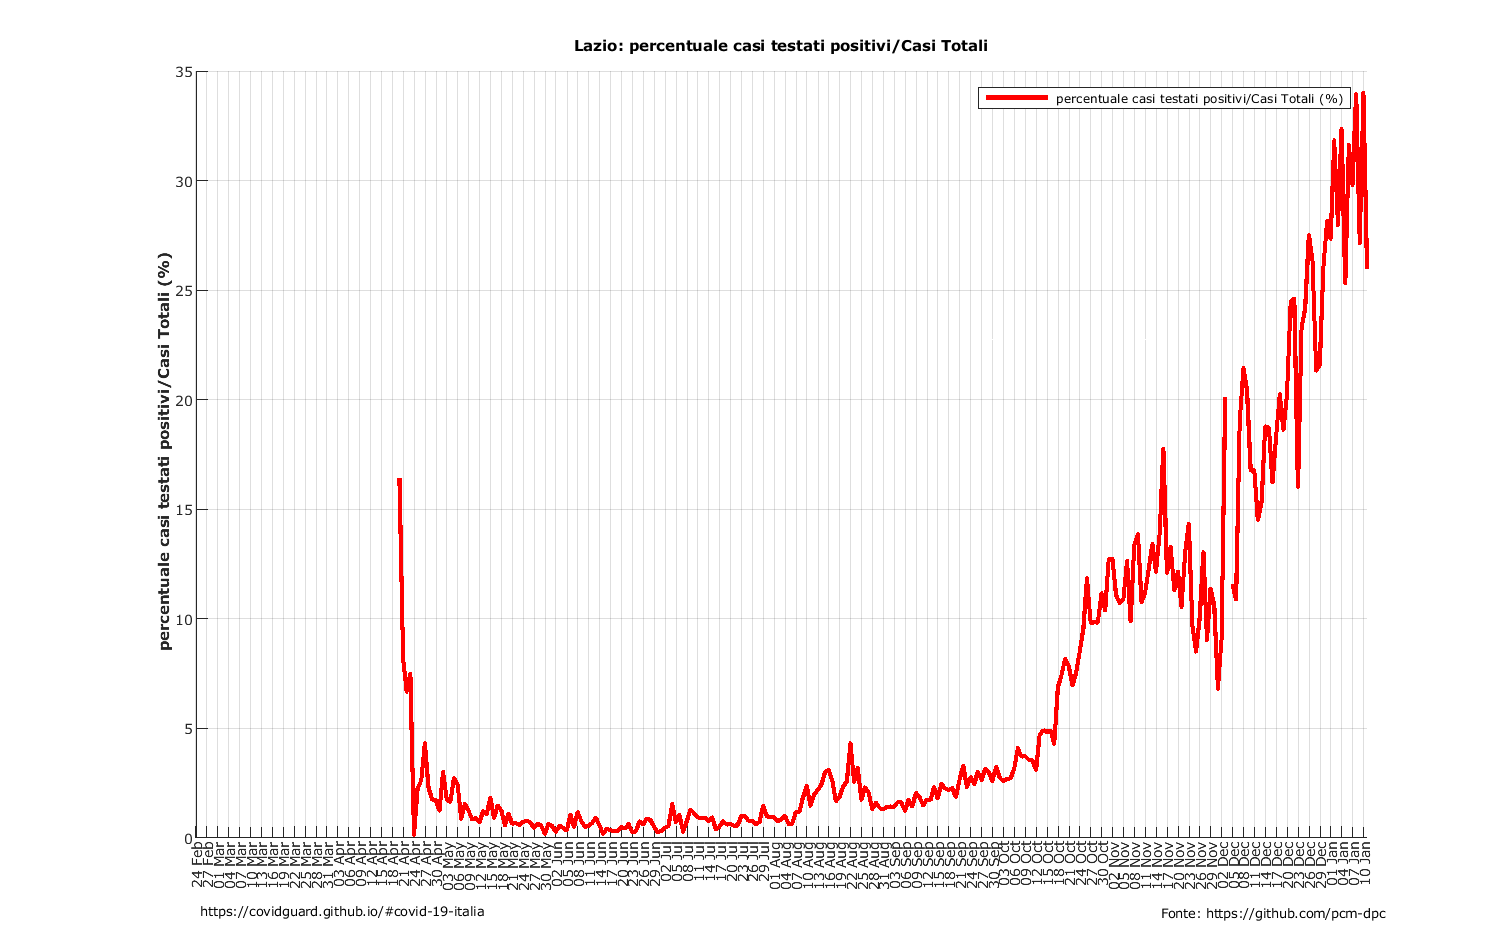 Lazio: percentuale casi testati positivi/Casi Totali
percentuale casi testati positivi/Casi Totali (%)
percentuale casi testati positivi/Casi Totali (%)
35
30
25
20
15
10
5
0
24 Feb
27 Feb
01 Mar
04 Mar
07 Mar
10 Mar
13 Mar
16 Mar
19 Mar
22 Mar
25 Mar
28 Mar
31 Mar
03 Apr
06 Apr
09 Apr
12 Apr
15 Apr
18 Apr
21 Apr
24 Apr
27 Apr
30 Apr
03 May
06 May
09 May
12 May
15 May
18 May
21 May
24 May
27 May
30 May
02 Jun
05 Jun
08 Jun
11 Jun
14 Jun
17 Jun
20 Jun
23 Jun
26 Jun
29 Jun
02 Jul
05 Jul
08 Jul
11 Jul
14 Jul
17 Jul
20 Jul
23 Jul
26 Jul
29 Jul
01 Aug
04 Aug
07 Aug
10 Aug
13 Aug
16 Aug
19 Aug
22 Aug
25 Aug
28 Aug
31 Aug
03 Sep
06 Sep
09 Sep
12 Sep
15 Sep
18 Sep
21 Sep
24 Sep
27 Sep
30 Sep
03 Oct
06 Oct
09 Oct
12 Oct
15 Oct
18 Oct
21 Oct
24 Oct
27 Oct
30 Oct
02 Nov
05 Nov
08 Nov
11 Nov
14 Nov
17 Nov
20 Nov
23 Nov
26 Nov
29 Nov
02 Dec
05 Dec
08 Dec
11 Dec
14 Dec
17 Dec
20 Dec
23 Dec
26 Dec
29 Dec
01 Jan
04 Jan
07 Jan
10 Jan
https://covidguard.github.io/#covid-19-italia
Fonte: https://github.com/pcm-dpc